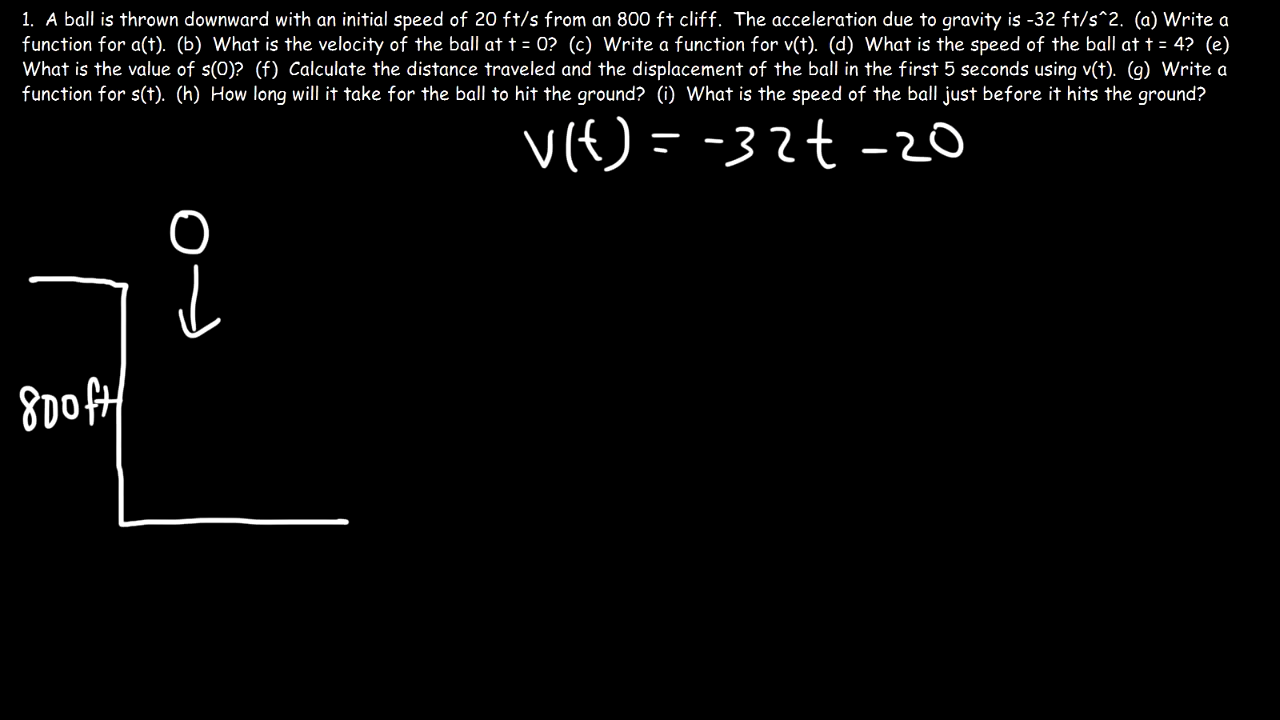 1. A ball is thrown downward with an initial speed of 20 ft/s from an 800 ft cliff. The acceleration due to gravity is -32 ft/s^2. (a) Write a
function for a(t). (b) What is the velocity of the ball at t = 0? (c) Write a function for v(t). (d) What is the speed of the ball at t = 4? (e)
What is the value of s(0)? (f) Calculate the distance traveled and the displacement of the ball in the first 5 seconds using v(t). (g) Write a
function for s(t). (h) How long will it take for the ball to hit the ground? (i) What is the speed of the ball just before it hits the ground?
v(t) = -32t -20
800ft